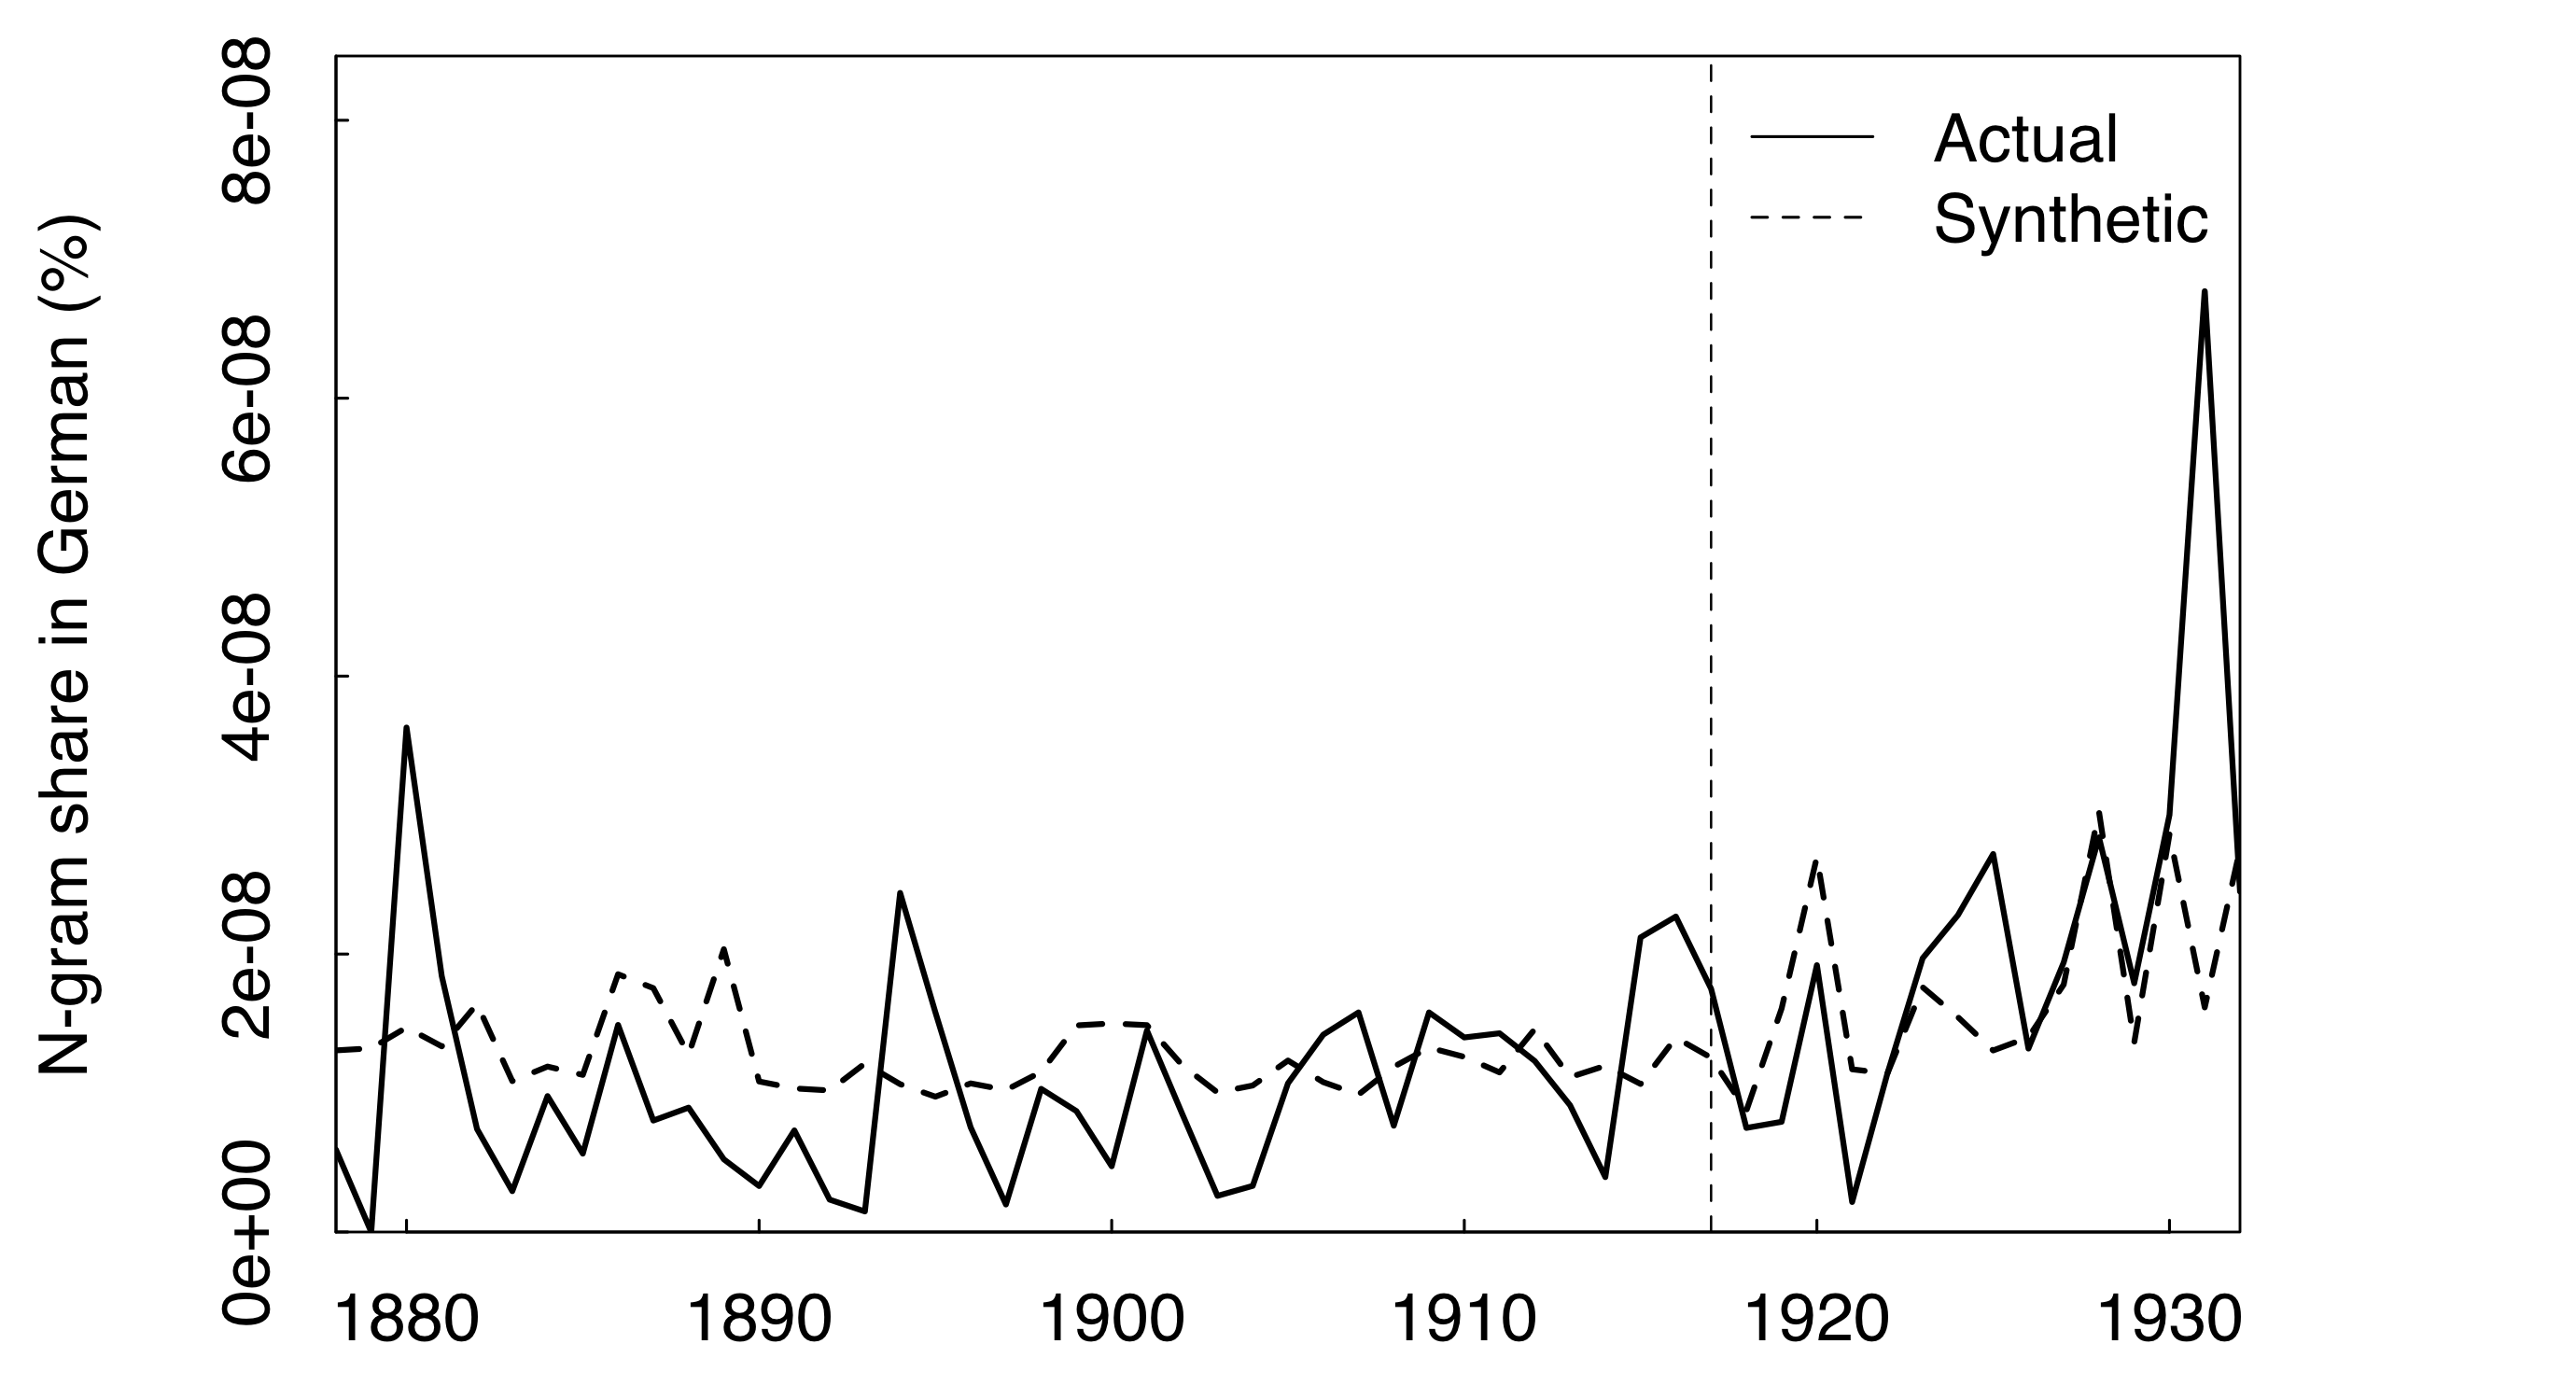 N-gram share in German (%)
8e-08
6e-08
4e-08
2e-08
0e+00
Actual
Synthetic
1880
1890
1900
1910
1920
1930